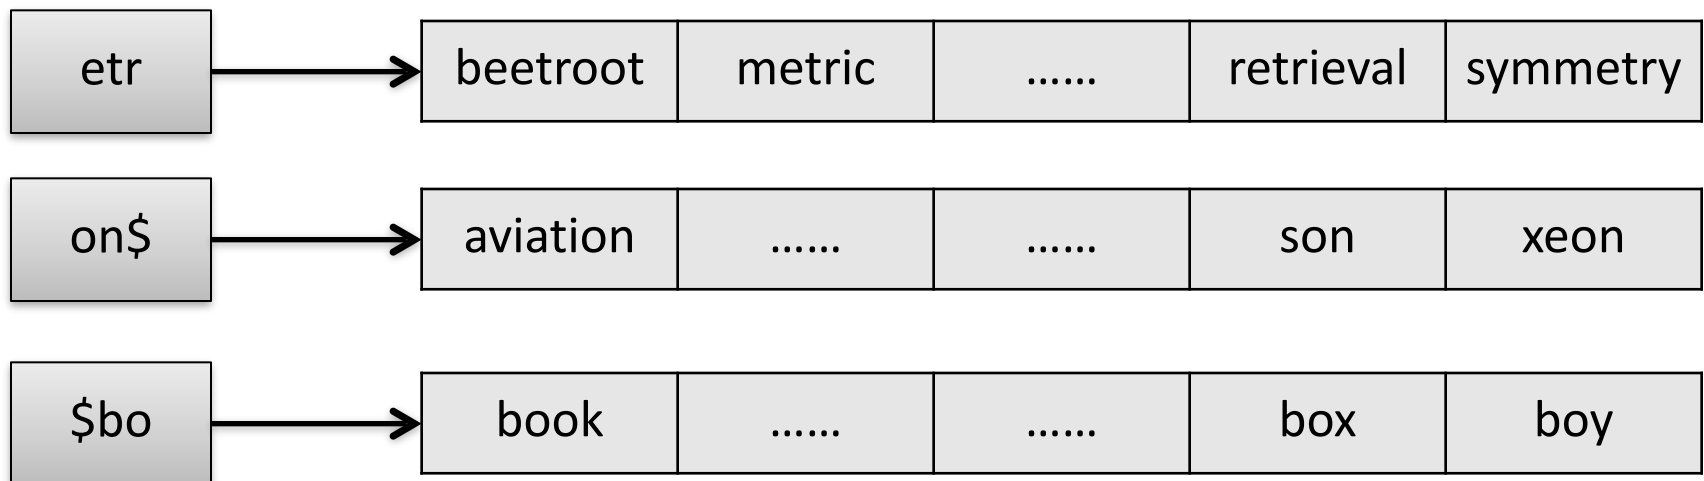 etr beetroot metric ...... retrieval symmetry
on$ aviation ...... ...... son xeon
$bo book ...... ...... box boy